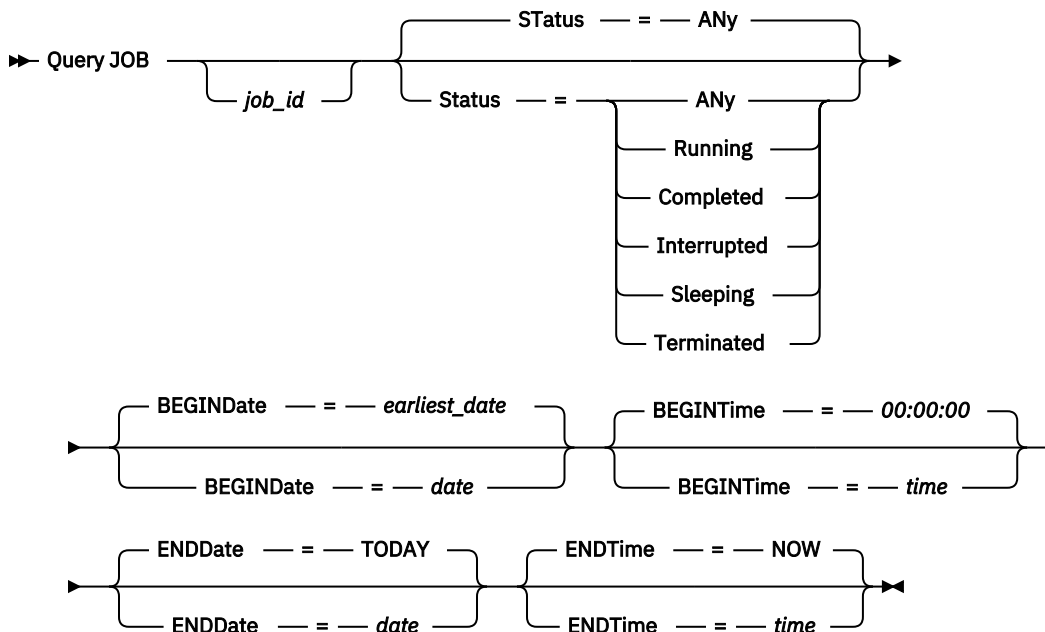 STatus = ANy
Query JOB
job_id
Status = ANy
Running
Completed
Interrupted
Sleeping
Terminated
BEGINDate = earliest_date BEGINTime = 00:00:00
BEGINDate = date BEGINTime = time
ENDDate = TODAY ENDTime = NOW
ENDDate = date ENDTime = time